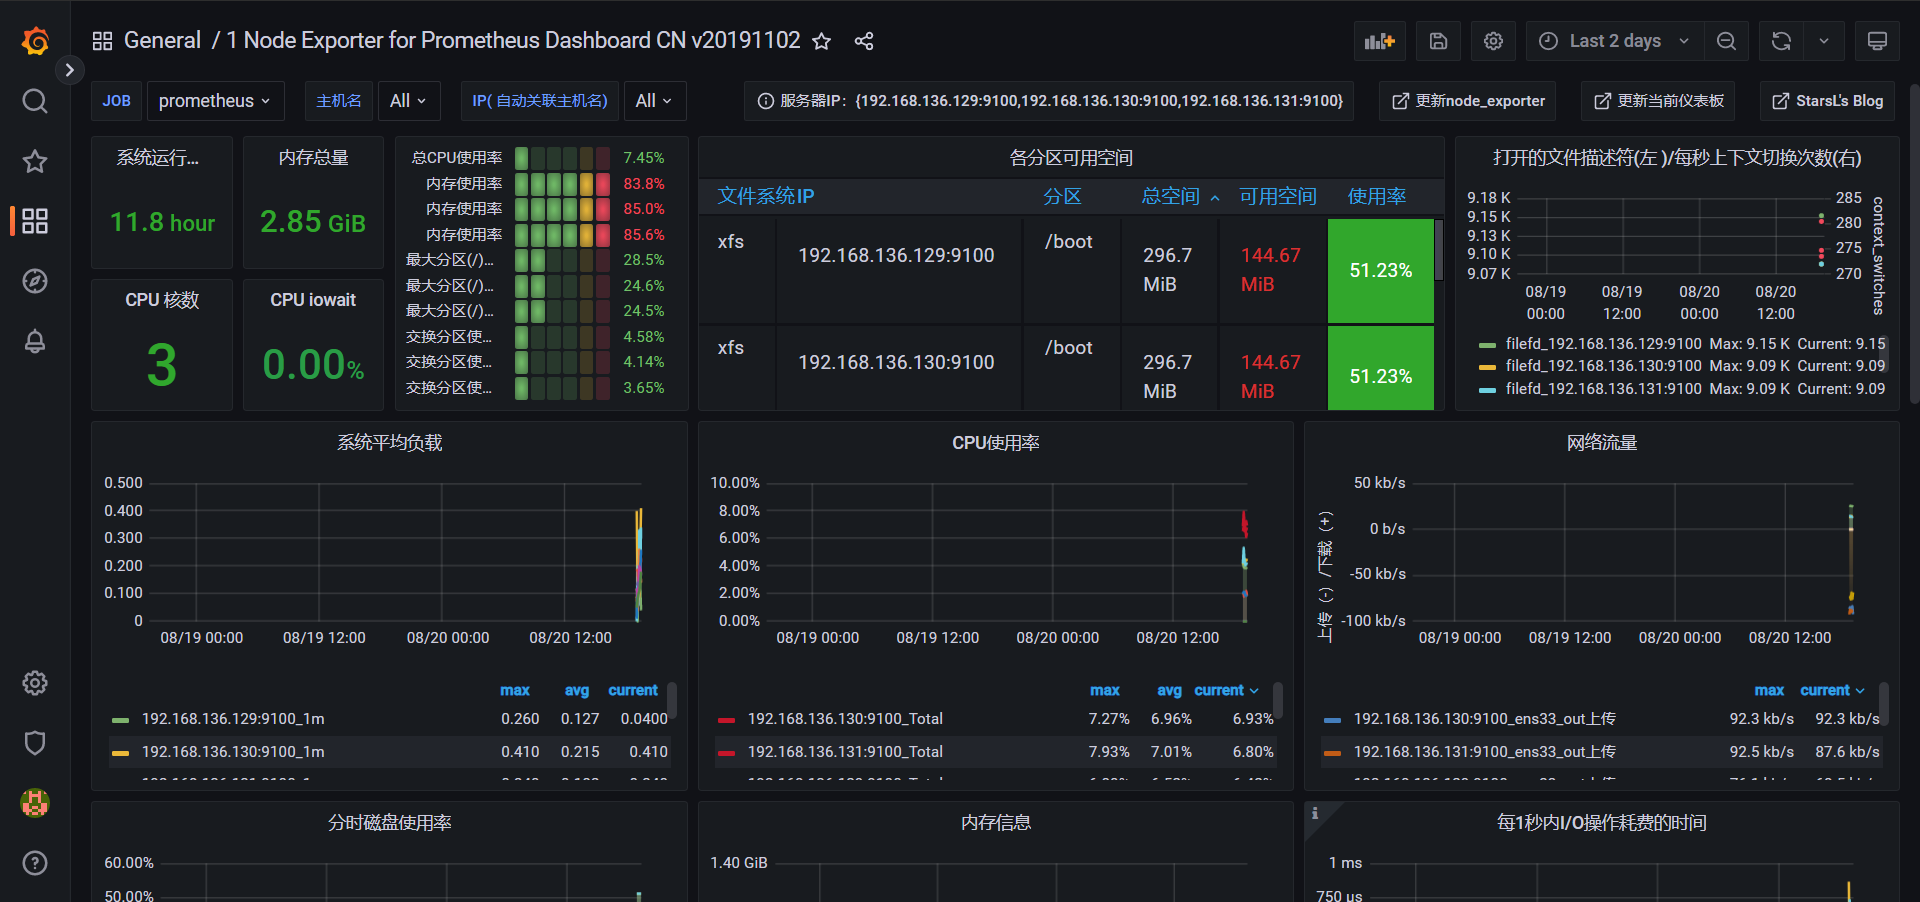 General / 1 Node Exporter for Prometheus Dashboard CN v20191102
Last 2 days
JOB
prometheus
主机名
All
IP( 自动关联主机名)
All
服务器IP：{192.168.136.129:9100,192.168.136.130:9100,192.168.136.131:9100}
更新node_exporter
更新当前仪表板
StarsL's Blog
系统运行...
11.8 hour
内存总量
2.85 GiB
CPU 核数
3
CPU iowait
0.00%
总CPU使用率 7.45%
内存使用率 83.8%
内存使用率 85.0%
内存使用率 85.6%
最大分区(/)... 28.5%
最大分区(/)... 24.6%
最大分区(/)... 24.5%
交换分区使... 4.58%
交换分区使... 4.14%
交换分区使... 3.65%
各分区可用空间
文件系统IP 分区 总空间 可用空间 使用率
xfs 192.168.136.129:9100 /boot 296.7 MiB 144.67 MiB 51.23%
xfs 192.168.136.130:9100 /boot 296.7 MiB 144.67 MiB 51.23%
打开的文件描述符(左 )/每秒上下文切换次数(右)
9.18 K
9.15 K
9.13 K
9.10 K
9.07 K
285
280
275
270
context_switches
08/19 00:00
08/19 12:00
08/20 00:00
08/20 12:00
filefd_192.168.136.129:9100 Max: 9.15 K Current: 9.15
filefd_192.168.136.130:9100 Max: 9.09 K Current: 9.09
filefd_192.168.136.131:9100 Max: 9.09 K Current: 9.09
系统平均负载
0.500
0.400
0.300
0.200
0.100
0
08/19 00:00 08/19 12:00 08/20 00:00 08/20 12:00
max avg current
192.168.136.129:9100_1m 0.260 0.127 0.0400
192.168.136.130:9100_1m 0.410 0.215 0.410
CPU使用率
10.00%
8.00%
6.00%
4.00%
2.00%
0.00%
08/19 00:00 08/19 12:00 08/20 00:00 08/20 12:00
max avg current
192.168.136.130:9100_Total 7.27% 6.96% 6.93%
192.168.136.131:9100_Total 7.93% 7.01% 6.80%
网络流量
上传（-）/下载（+）
50 kb/s
0 b/s
-50 kb/s
-100 kb/s
08/19 00:00 08/19 12:00 08/20 00:00 08/20 12:00
max current
192.168.136.130:9100_ens33_out上传 92.3 kb/s 92.3 kb/s
192.168.136.131:9100_ens33_out上传 92.5 kb/s 87.6 kb/s
分时磁盘使用率
60.00%
50.00%
内存信息
1.40 GiB
每1秒内I/O操作耗费的时间
1 ms
750 us